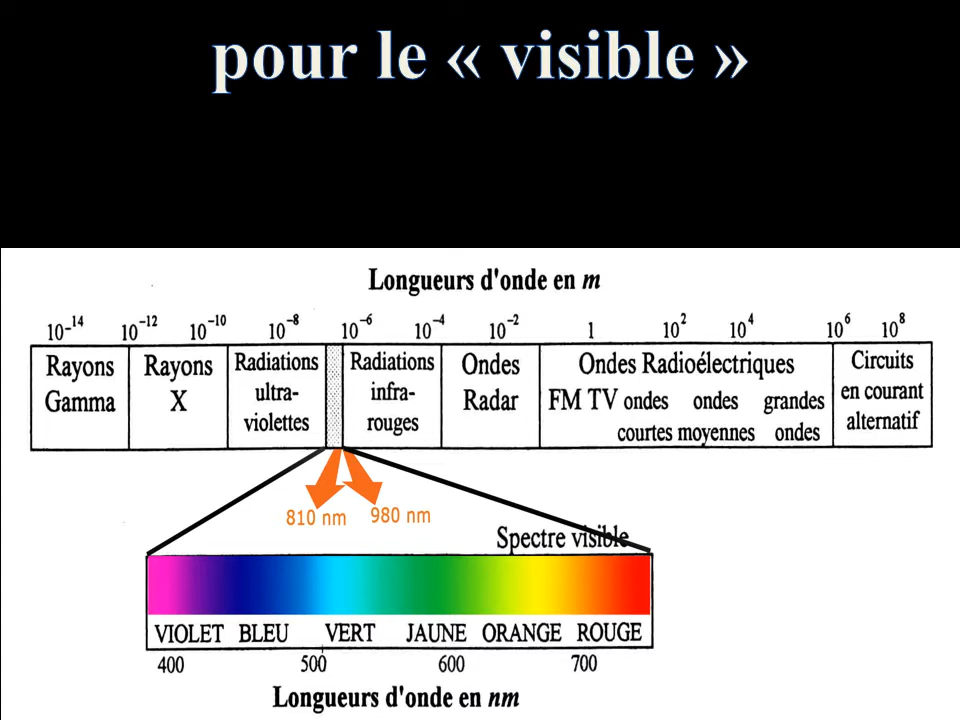 pour le « visible »
Longueurs d'onde en m
10⁻¹⁴ 10⁻¹² 10⁻¹⁰ 10⁻⁸ 10⁻⁶ 10⁻⁴ 10⁻² 1 10² 10⁴ 10⁶ 10⁸
Rayons Gamma
Rayons X
Radiations ultra-violettes
Radiations infra-rouges
Ondes Radar
Ondes Radioélectriques
FM TV ondes courtes ondes moyennes grandes ondes
Circuits en courant alternatif
810 nm 980 nm
Spectre visible
VIOLET BLEU VERT JAUNE ORANGE ROUGE
400 500 600 700
Longueurs d'onde en nm